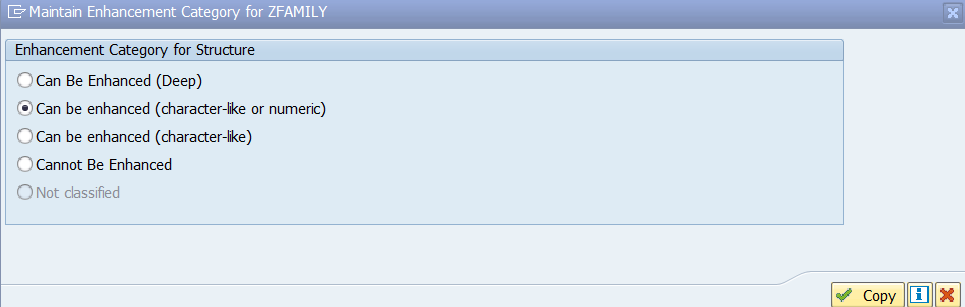 Maintain Enhancement Category for ZFAMILY
Enhancement Category for Structure
Can Be Enhanced (Deep)
Can be enhanced (character-like or numeric)
Can be enhanced (character-like)
Cannot Be Enhanced
Not classified
Copy